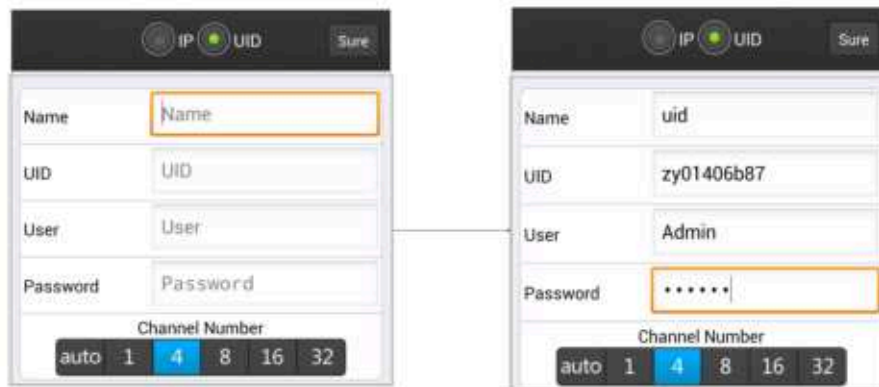 IP UID Sure
Name Name
UID UID
User User
Password Password
Channel Number
auto 1 4 8 16 32
IP UID Sure
Name uid
UID zy01406b87
User Admin
Password ••••••
Channel Number
auto 1 4 8 16 32